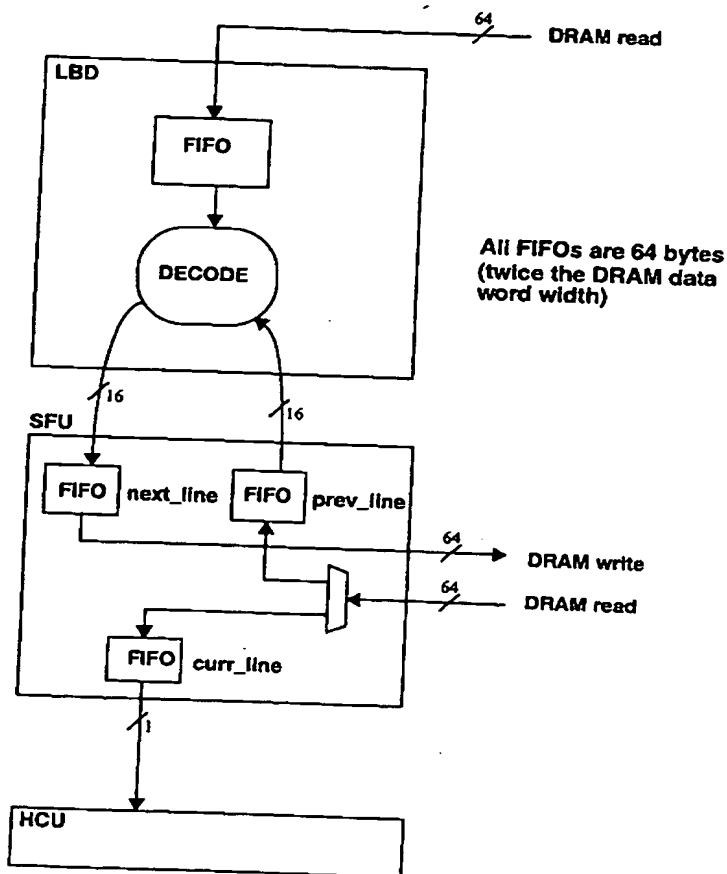 64
DRAM read
LBD
FIFO
DECODE
All FIFOs are 64 bytes
(twice the DRAM data
word width)
16
16
SFU
FIFO
next_line
FIFO
prev_line
64
DRAM write
64
DRAM read
FIFO
curr_line
1
HCU